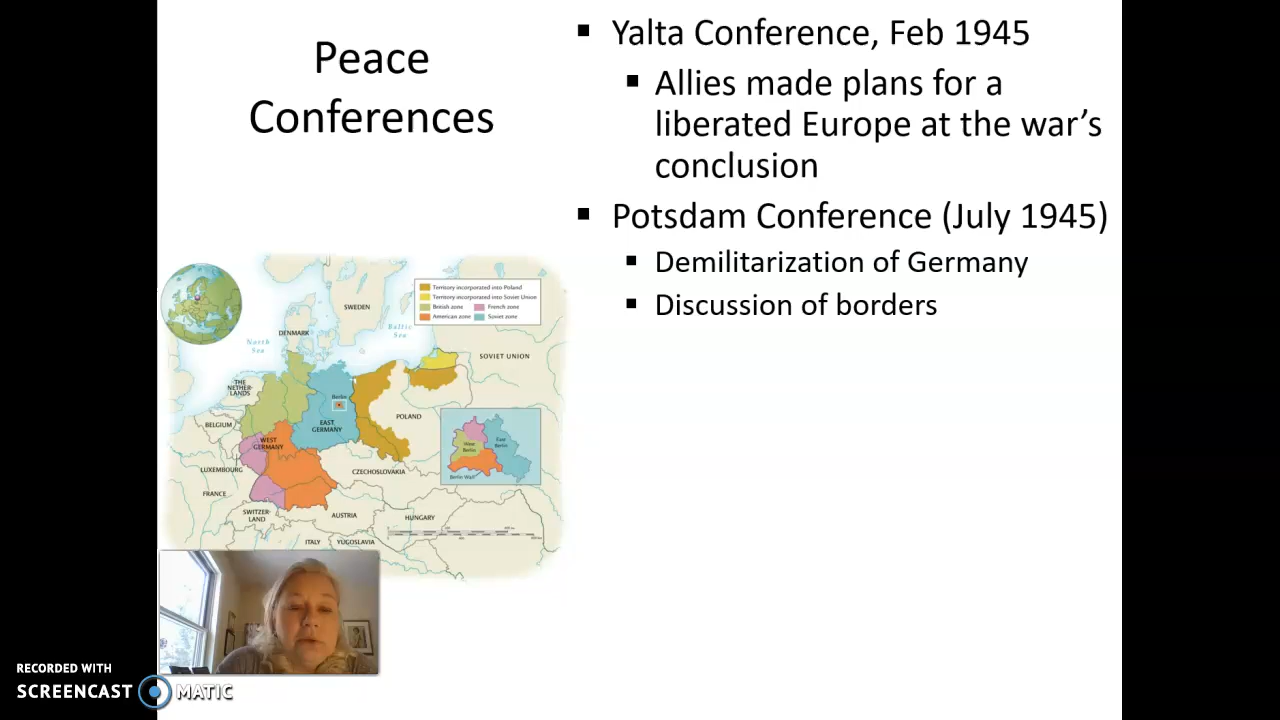 Peace
Conferences
▪ Yalta Conference, Feb 1945
▪ Allies made plans for a
liberated Europe at the war's
conclusion
▪ Potsdam Conference (July 1945)
▪ Demilitarization of Germany
▪ Discussion of borders
Territory incorporated into Poland
Territory incorporated into Soviet Union
British zone
French zone
American zone
Soviet zone
SWEDEN
DENMARK
Baltic
Sea
North
Sea
SOVIET UNION
THE
NETHER-
LANDS
Berlin
BELGIUM
POLAND
EAST
GERMANY
WEST
GERMANY
West
Berlin
East
Berlin
Berlin Wall
LUXEMBOURG
CZECHOSLOVAKIA
FRANCE
SWITZER-
LAND
AUSTRIA
HUNGARY
ITALY
YUGOSLAVIA
RECORDED WITH
SCREENCAST MATIC